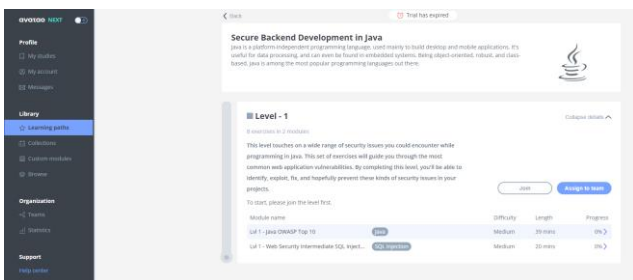 avatao NEXT
Profile
My studies
My account
Messages
Library
Learning paths
Collections
Custom modules
Browse
Organization
Teams
Statistics
Support
Help center
Back
Trial has expired
Secure Backend Development in Java
Java is a platform-independent programming language, used mainly to build desktop and mobile applications. It's
useful for data processing, and can even be found in embedded systems. Being object-oriented, robust, and class-
based, Java is among the most popular programming languages out there.
Level - 1
Collapse details
8 exercises in 2 modules
This level touches on a wide range of security issues you could encounter while
programming in Java. This set of exercises will guide you through the most
common web application vulnerabilities. By completing this level, you'll be able to
identify, exploit, fix, and hopefully prevent these kinds of security issues in your
projects.
Join
Assign to team
To start, please join the level first.
Module name Difficulty Length Progress
Lvl 1 - Java OWASP Top 10 Java Medium 39 mins 0%
Lvl 1 - Web Security Intermediate SQL Inject... SQL injection Medium 20 mins 0%